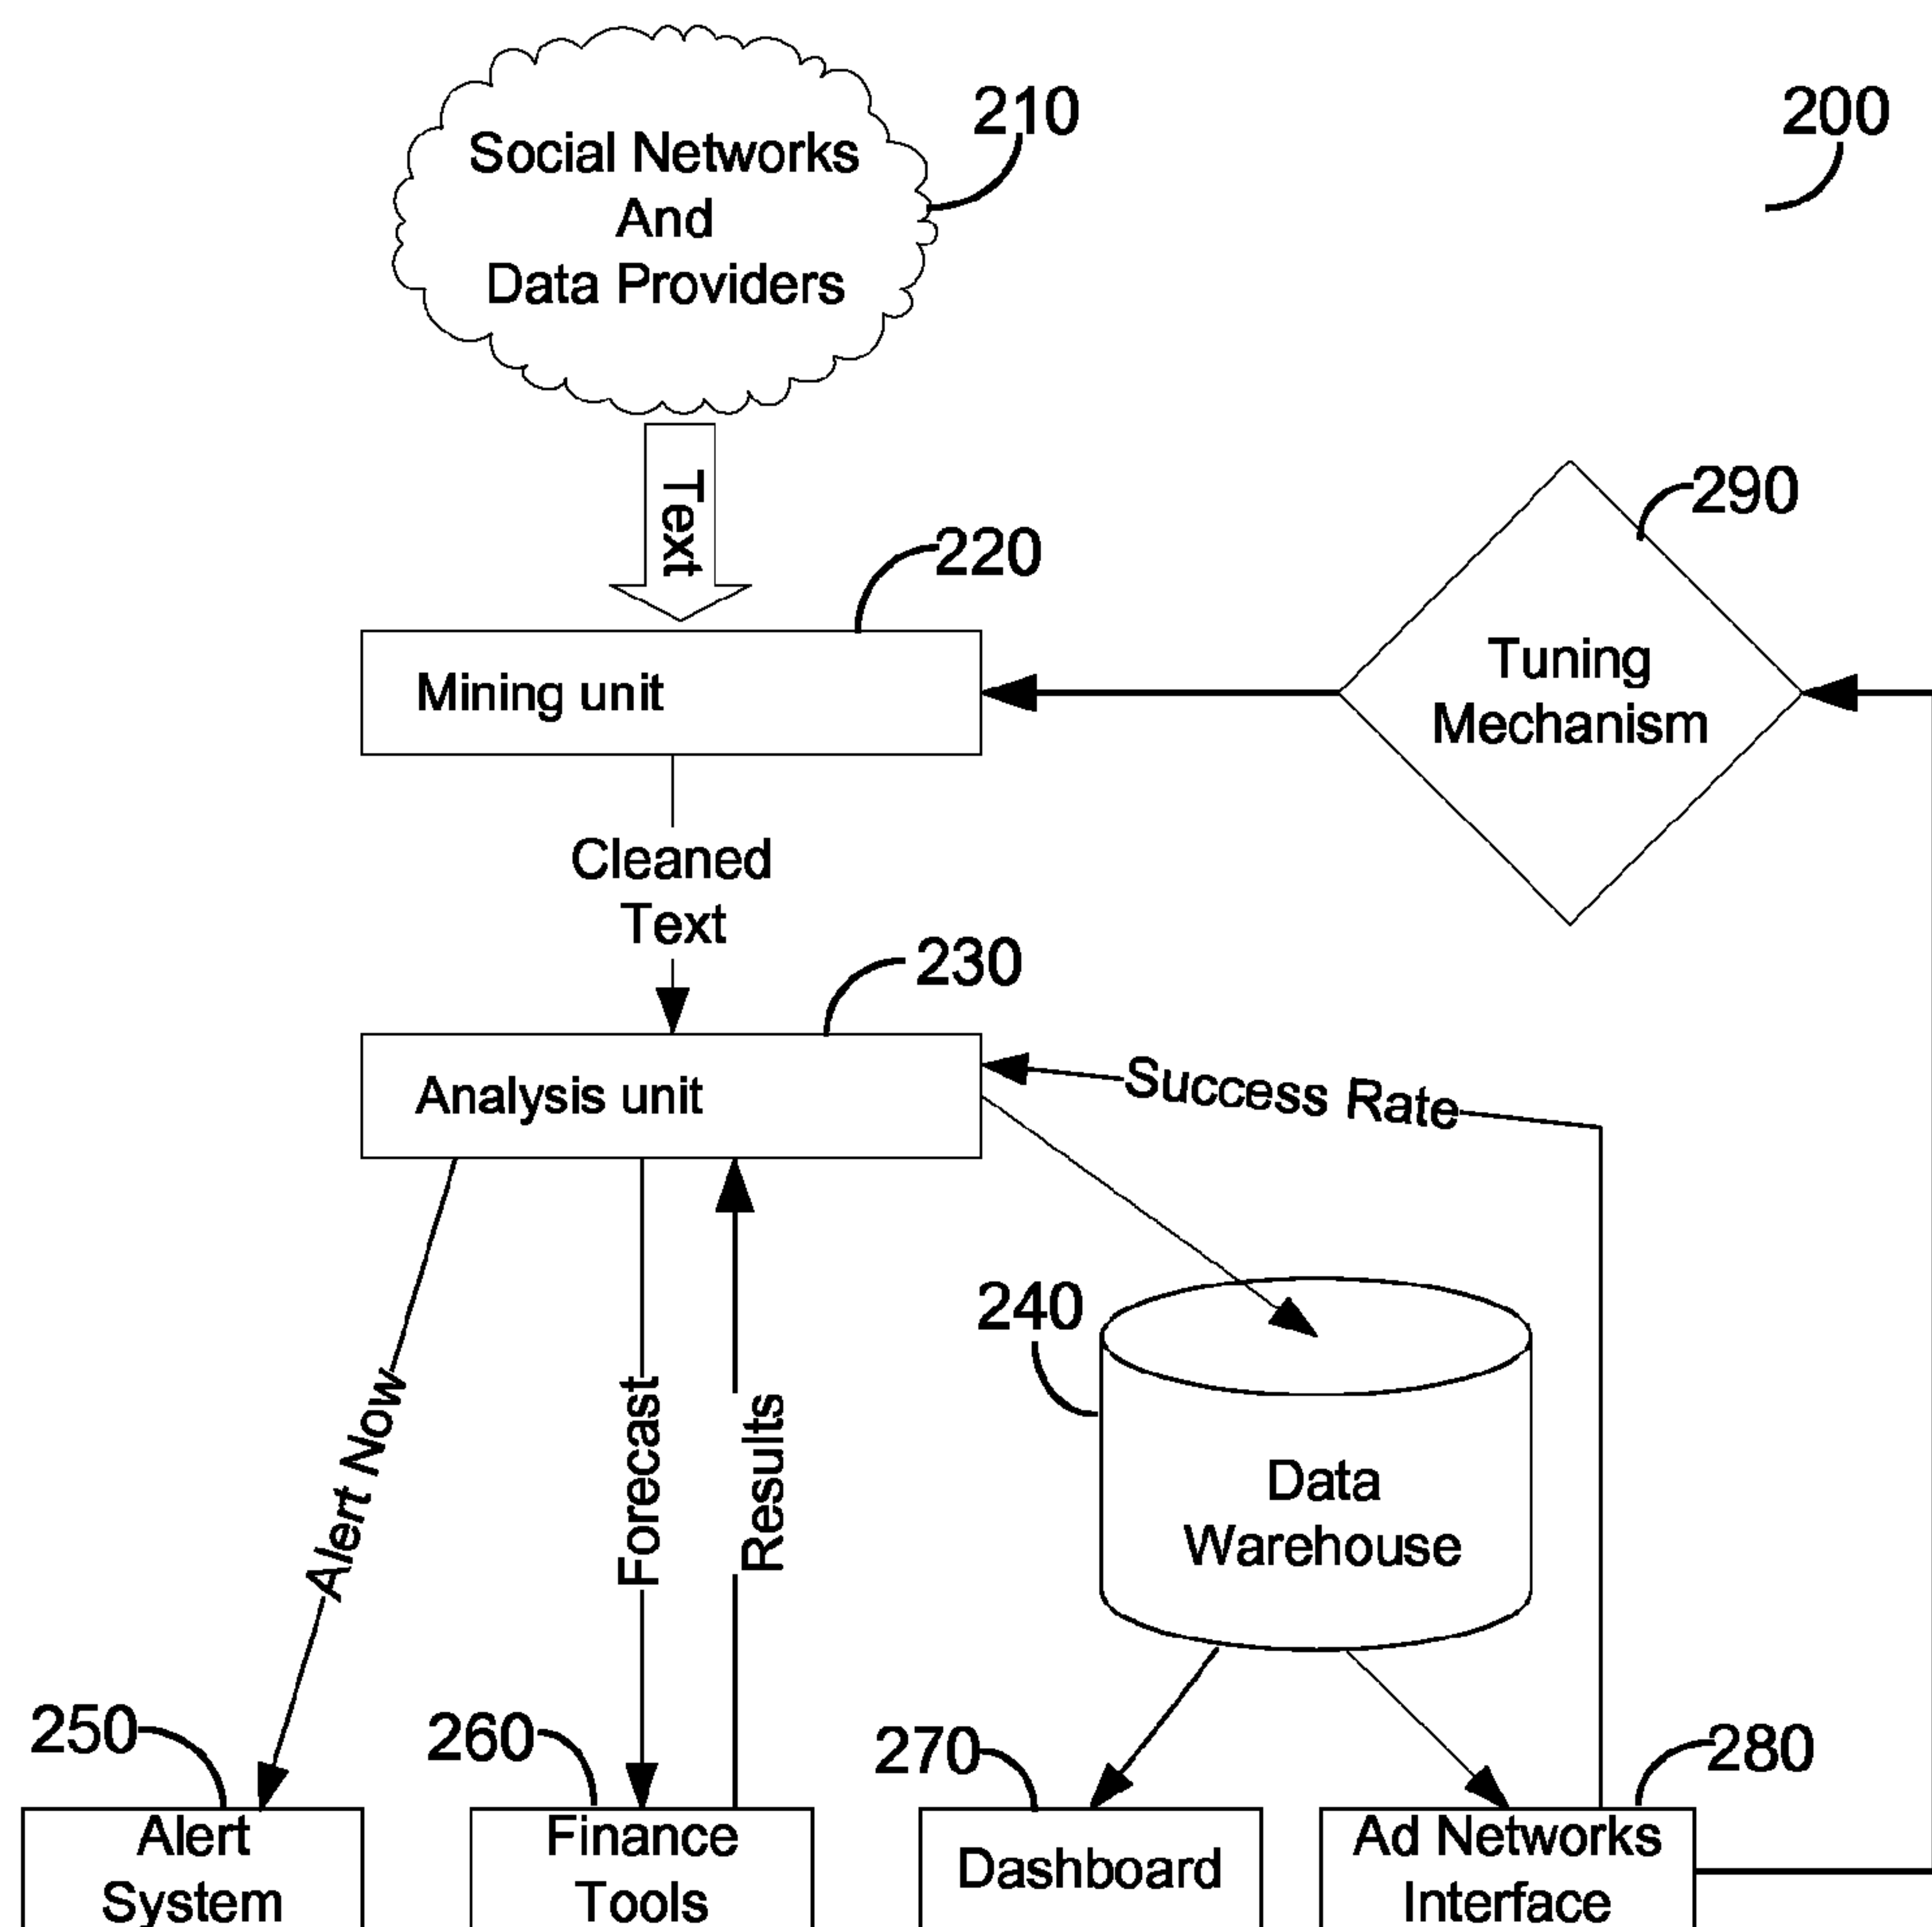 210
200
Social Networks
And
Data Providers
Text
290
220
Tuning
Mechanism
Mining unit
Cleaned
Text
230
Analysis unit
Success Rate
240
Data
Warehouse
Alert Now
Forecast
Results
250
260
270
280
Alert
System
Finance
Tools
Dashboard
Ad Networks
Interface